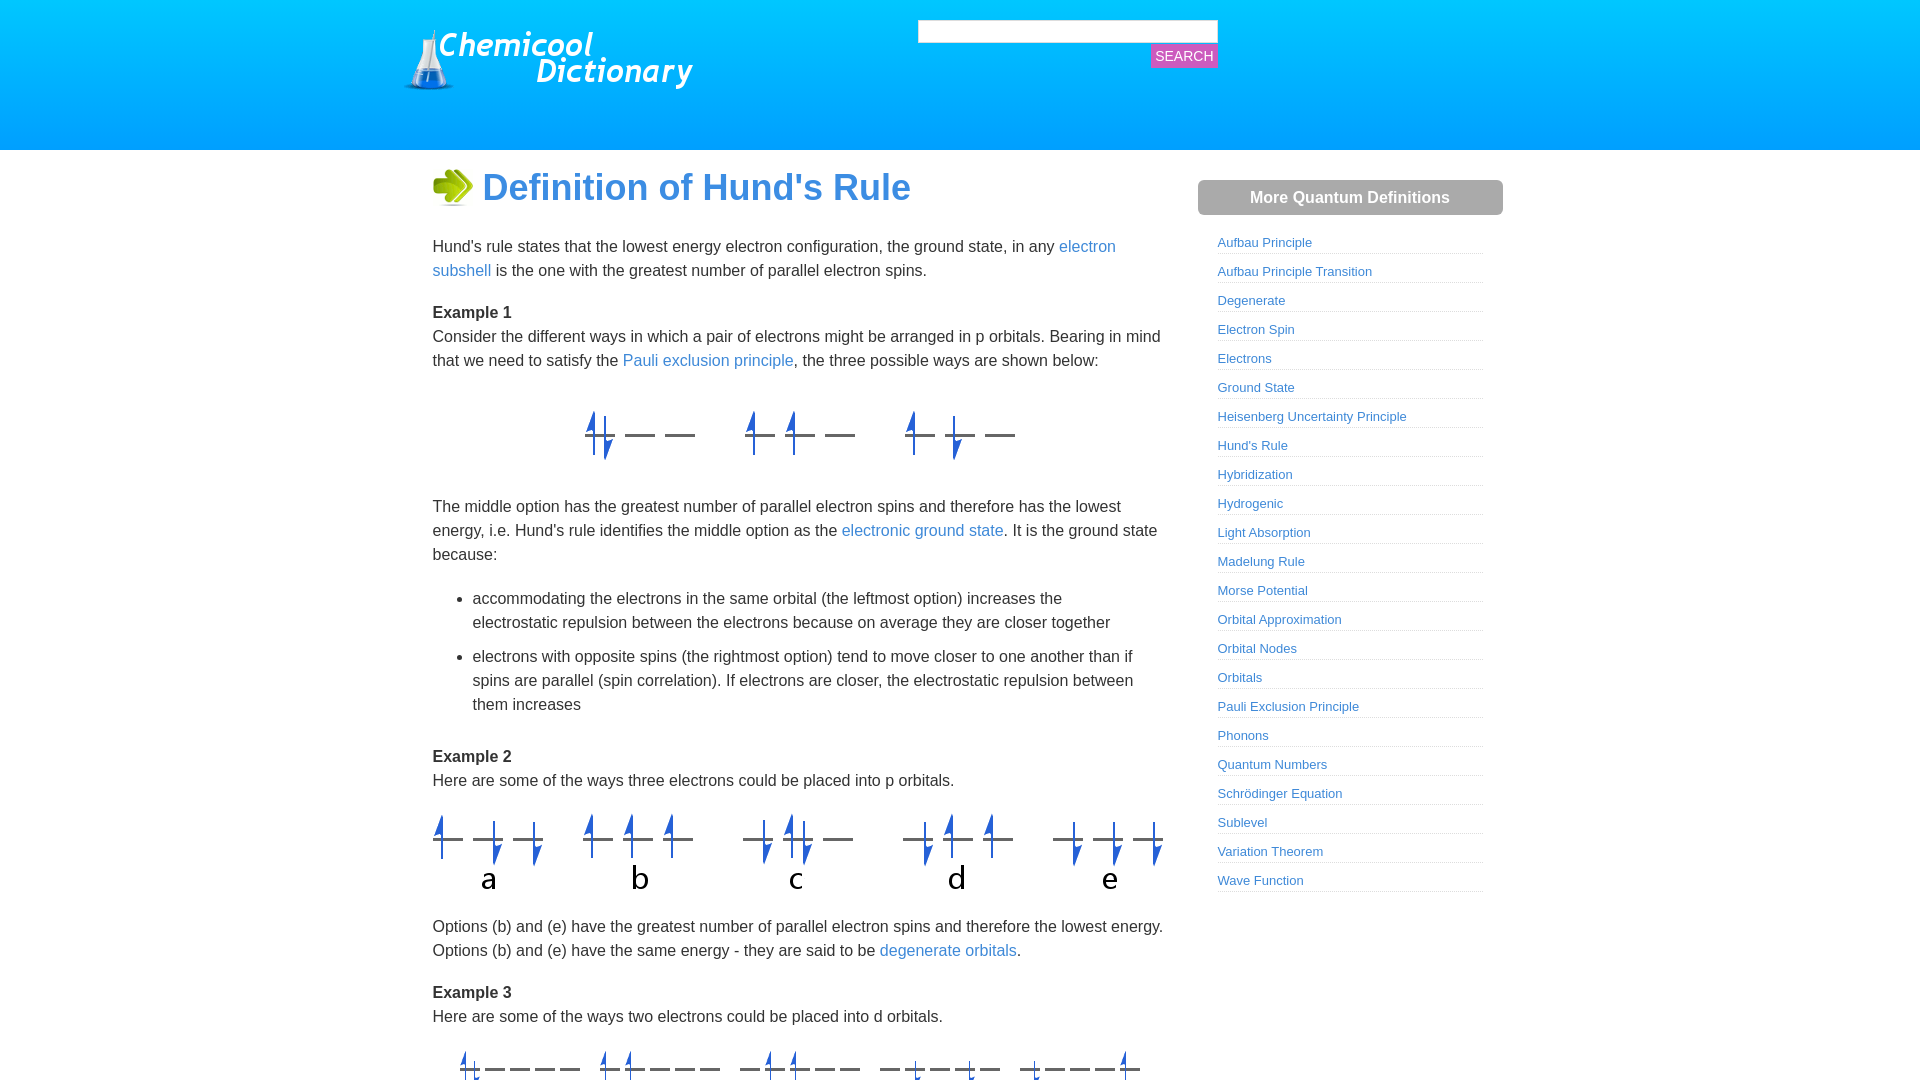 Chemicool
Dictionary
SEARCH
Definition of Hund's Rule
Hund's rule states that the lowest energy electron configuration, the ground state, in any electron
subshell is the one with the greatest number of parallel electron spins.
Example 1
Consider the different ways in which a pair of electrons might be arranged in p orbitals. Bearing in mind
that we need to satisfy the Pauli exclusion principle, the three possible ways are shown below:
The middle option has the greatest number of parallel electron spins and therefore has the lowest
energy, i.e. Hund's rule identifies the middle option as the electronic ground state. It is the ground state
because:
• accommodating the electrons in the same orbital (the leftmost option) increases the
electrostatic repulsion between the electrons because on average they are closer together
• electrons with opposite spins (the rightmost option) tend to move closer to one another than if
spins are parallel (spin correlation). If electrons are closer, the electrostatic repulsion between
them increases
Example 2
Here are some of the ways three electrons could be placed into p orbitals.
a b c d e
Options (b) and (e) have the greatest number of parallel electron spins and therefore the lowest energy.
Options (b) and (e) have the same energy - they are said to be degenerate orbitals.
Example 3
Here are some of the ways two electrons could be placed into d orbitals.
More Quantum Definitions
Aufbau Principle
Aufbau Principle Transition
Degenerate
Electron Spin
Electrons
Ground State
Heisenberg Uncertainty Principle
Hund's Rule
Hybridization
Hydrogenic
Light Absorption
Madelung Rule
Morse Potential
Orbital Approximation
Orbital Nodes
Orbitals
Pauli Exclusion Principle
Phonons
Quantum Numbers
Schrödinger Equation
Sublevel
Variation Theorem
Wave Function